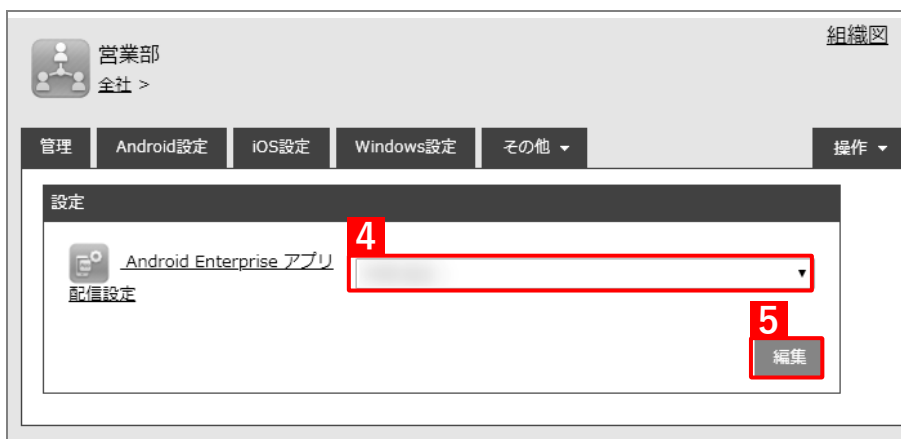 組織図
営業部
全社 >
管理 Android設定 iOS設定 Windows設定 その他 ▼ 操作 ▼
設定
4
Android Enterprise アプリ
配信設定
5
編集